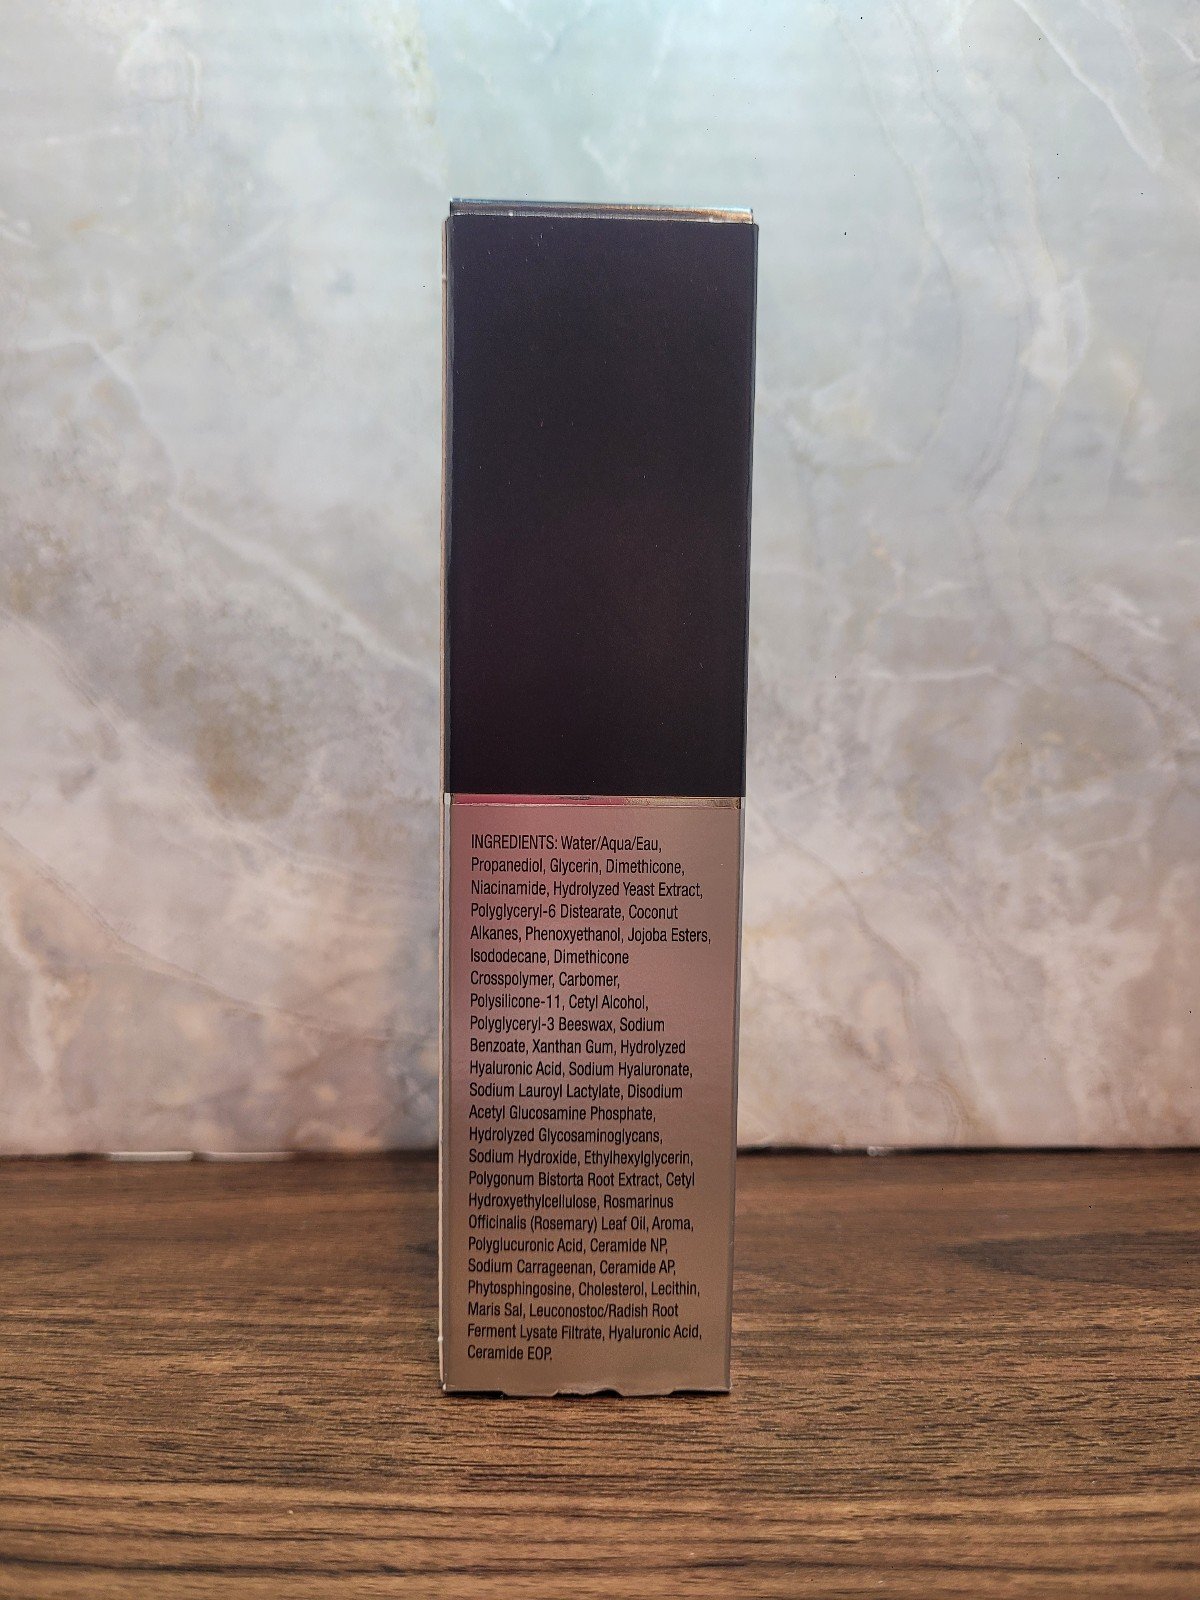 INGREDIENTS: Water/Aqua/Eau,
Propanediol, Glycerin, Dimethicone,
Niacinamide, Hydrolyzed Yeast Extract,
Polyglyceryl-6 Distearate, Coconut
Alkanes, Phenoxyethanol, Jojoba Esters,
Isododecane, Dimethicone
Crosspolymer, Carbomer,
Polysilicone-11, Cetyl Alcohol,
Polyglyceryl-3 Beeswax, Sodium
Benzoate, Xanthan Gum, Hydrolyzed
Hyaluronic Acid, Sodium Hyaluronate,
Sodium Lauroyl Lactylate, Disodium
Acetyl Glucosamine Phosphate,
Hydrolyzed Glycosaminoglycans,
Sodium Hydroxide, Ethylhexylglycerin,
Polygonum Bistorta Root Extract, Cetyl
Hydroxyethylcellulose, Rosmarinus
Officinalis (Rosemary) Leaf Oil, Aroma,
Polyglucuronic Acid, Ceramide NP,
Sodium Carrageenan, Ceramide AP,
Phytosphingosine, Cholesterol, Lecithin,
Maris Sal, Leuconostoc/Radish Root
Ferment Lysate Filtrate, Hyaluronic Acid,
Ceramide EOP.